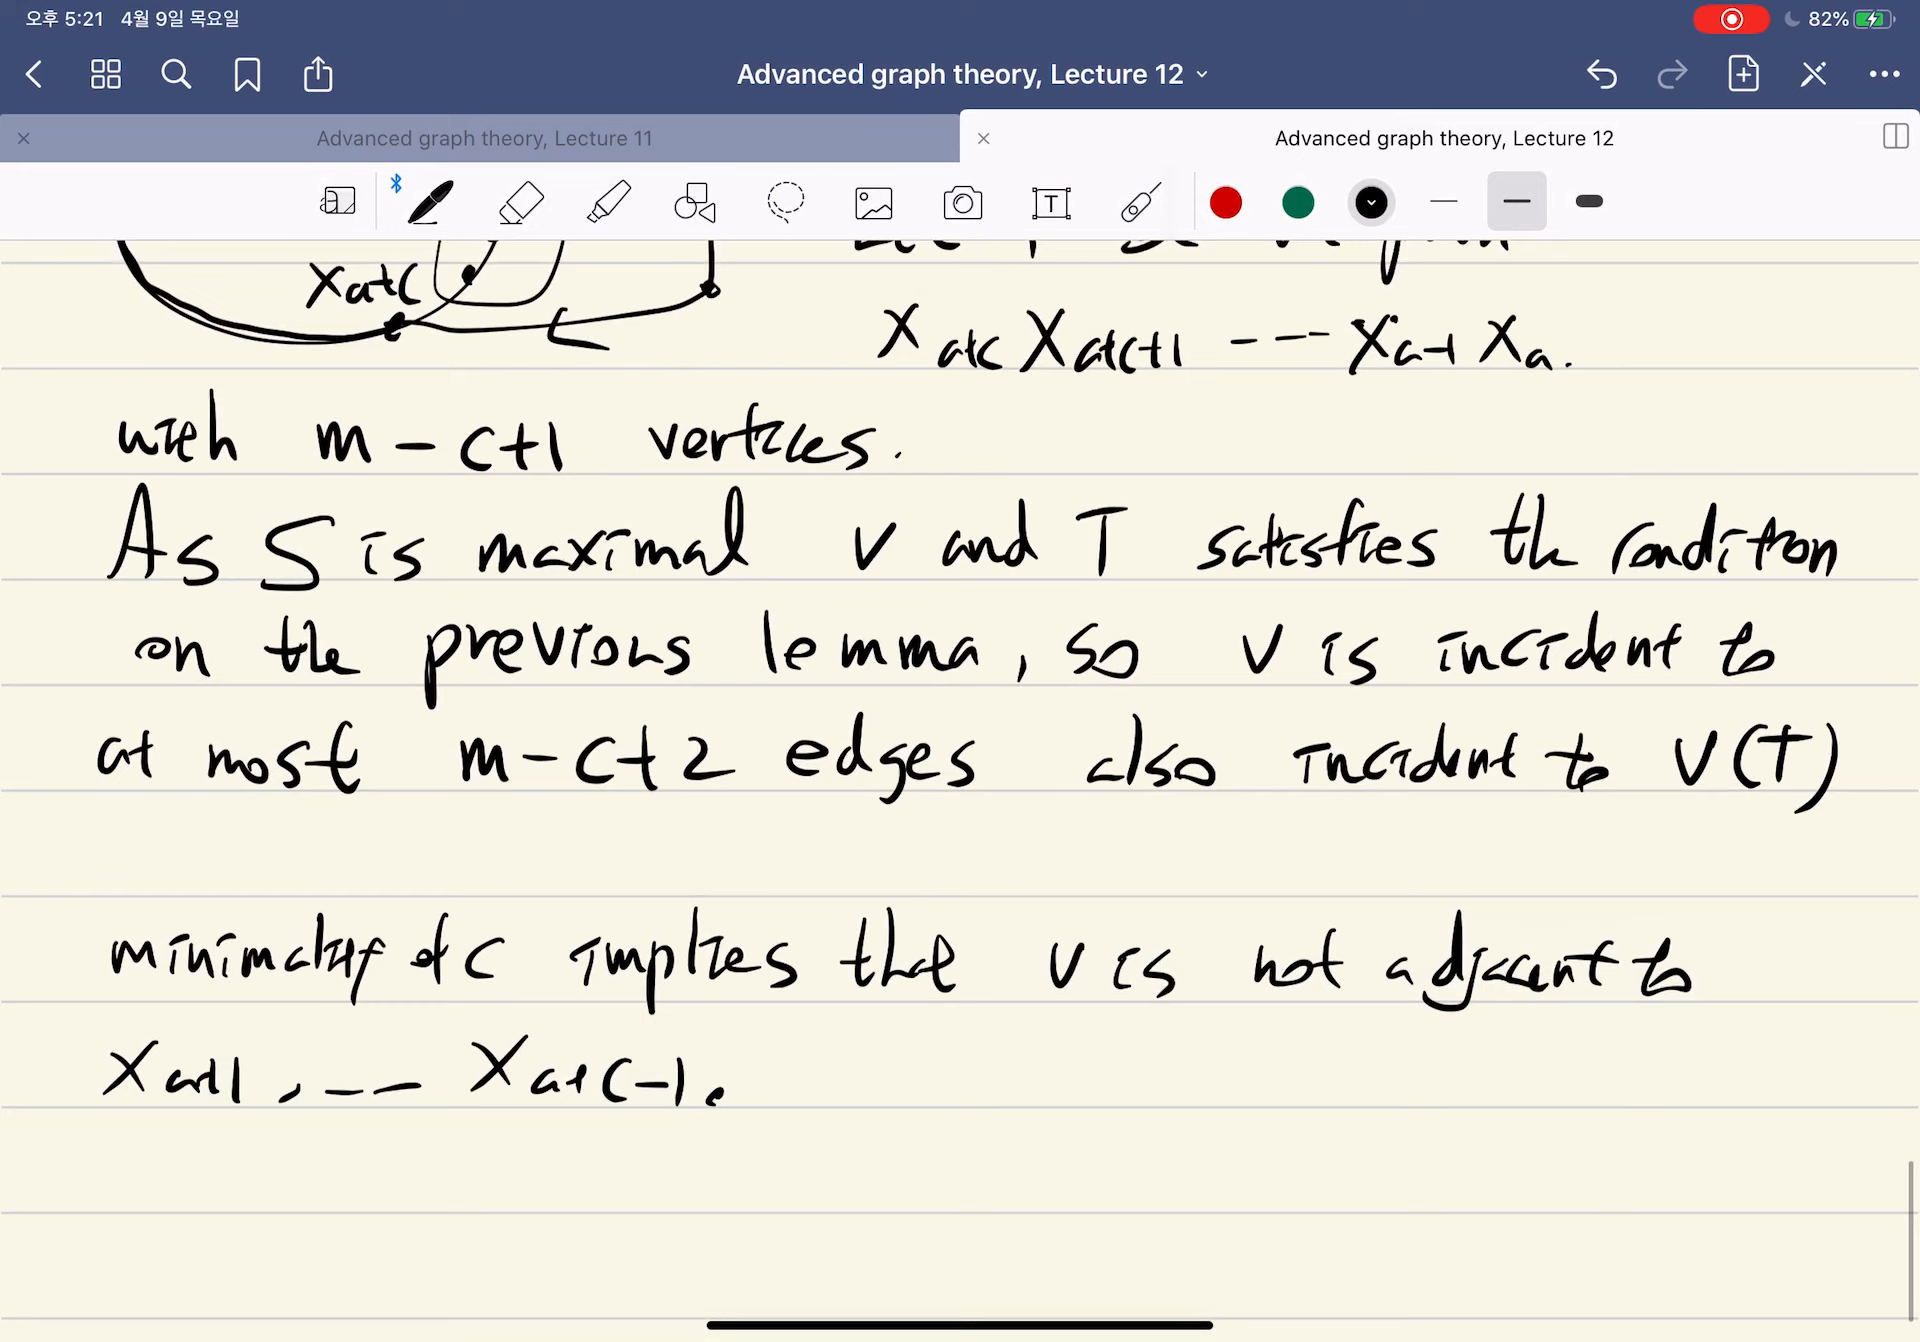 오후 5:21 4월 9일 목요일
82%
Advanced graph theory, Lecture 12
Advanced graph theory, Lecture 11
Advanced graph theory, Lecture 12
Xa+c
Xa+c Xa+c+1 --- Xa-1 Xa.
with m-c+1 vertices.
As S is maximal v and T satisfies the condition
on the previous lemma, so v is incident to
at most m-c+2 edges also incident to V(T)
minimality of c implies that v is not adjacent to
Xa+1, --- Xa+c-1.